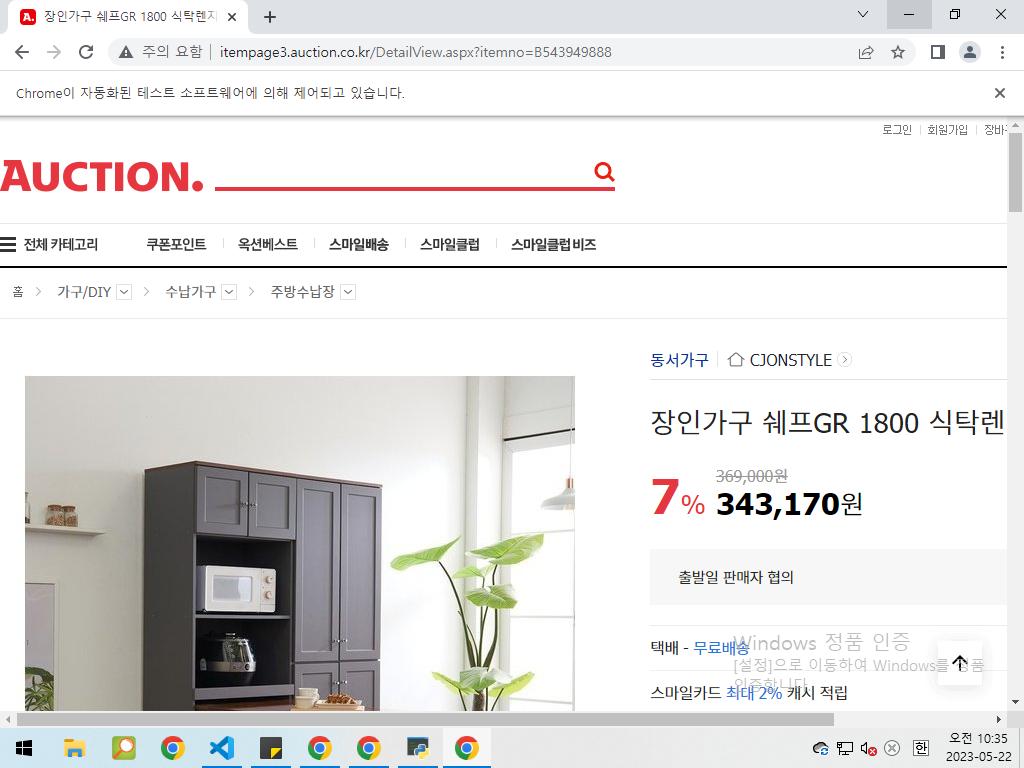 장인가구 쉐프GR 1800 식탁렌지
주의 요함
itempage3.auction.co.kr/DetailView.aspx?itemno=B543949888
Chrome이 자동화된 테스트 소프트웨어에 의해 제어되고 있습니다.
로그인 회원가입 장바
AUCTION.
전체 카테고리 쿠폰포인트 옥션베스트 스마일배송 스마일클럽 스마일클럽 비즈
홈 가구/DIY 수납가구 주방수납장
동서가구 CJONSTYLE
장인가구 쉐프GR 1800 식탁렌
369,000원
7% 343,170원
출발일 판매자 협의
택배 - 무료배송
Windows 정품 인증
[설정]으로 이동하여 Windows를 정품
인증합니다.
스마일카드 최대 2% 캐시 적립
한
오전 10:35
2023-05-22